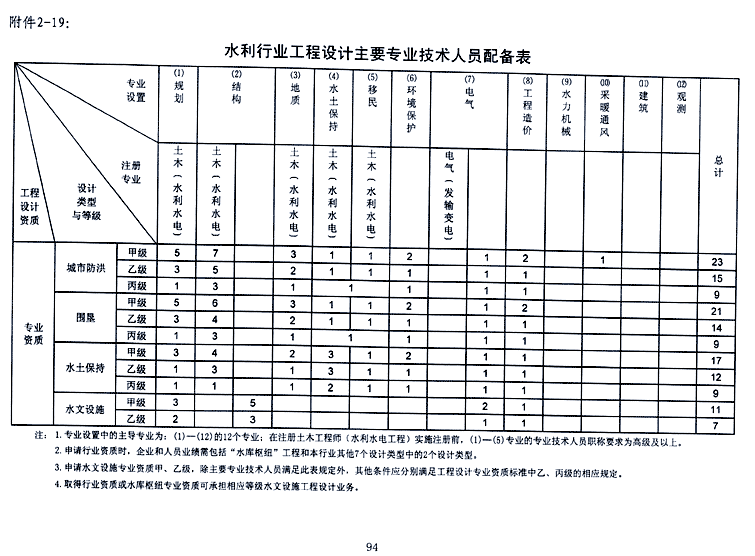 附件2-19:
水利行业工程设计主要专业技术人员配备表
专业设置 (1)规划 (2)结构 (3)地质 (4)水土保持 (5)移民 (6)环境保护 (7)电气 (8)工程造价 (9)水力机械 (10)采暖通风 (11)建筑 (12)观测 总计
注册专业 土木(水利水电) 土木(水利水电) 土木(水利水电) 土木(水利水电) 土木(水利水电) 电气(发输变电)
工程设计资质 设计类型与等级
专业资质
城市防洪 甲级 5 7 3 1 1 2 1 2 1 23
乙级 3 5 2 1 1 1 1 1 15
丙级 1 3 1 1 1 1 1 9
围垦 甲级 5 6 3 1 1 2 1 2 21
乙级 3 4 2 1 1 1 1 1 14
丙级 1 3 1 1 1 1 1 9
水土保持 甲级 3 4 2 3 1 2 1 1 17
乙级 1 3 1 3 1 1 1 1 12
丙级 1 1 1 2 1 1 1 1 9
水文设施 甲级 3 5 2 1 11
乙级 2 3 1 1 7
注: 1. 专业设置中的主导专业为: (1)—(12)的12个专业; 在注册土木工程师(水利水电工程)实施注册前, (1)—(5)专业的专业技术人员职称要求为高级及以上。
2. 申请行业资质时, 企业和人员业绩需包括“水库枢纽”工程和本行业其他7个设计类型中的2个设计类型。
3. 申请水文设施专业资质甲、乙级, 除主要专业技术人员满足此表规定外, 其他条件应分别满足工程设计专业资质标准中乙、丙级的相应规定。
4. 取得行业资质或水库枢纽专业资质可承担相应等级水文设施工程设计业务。
94